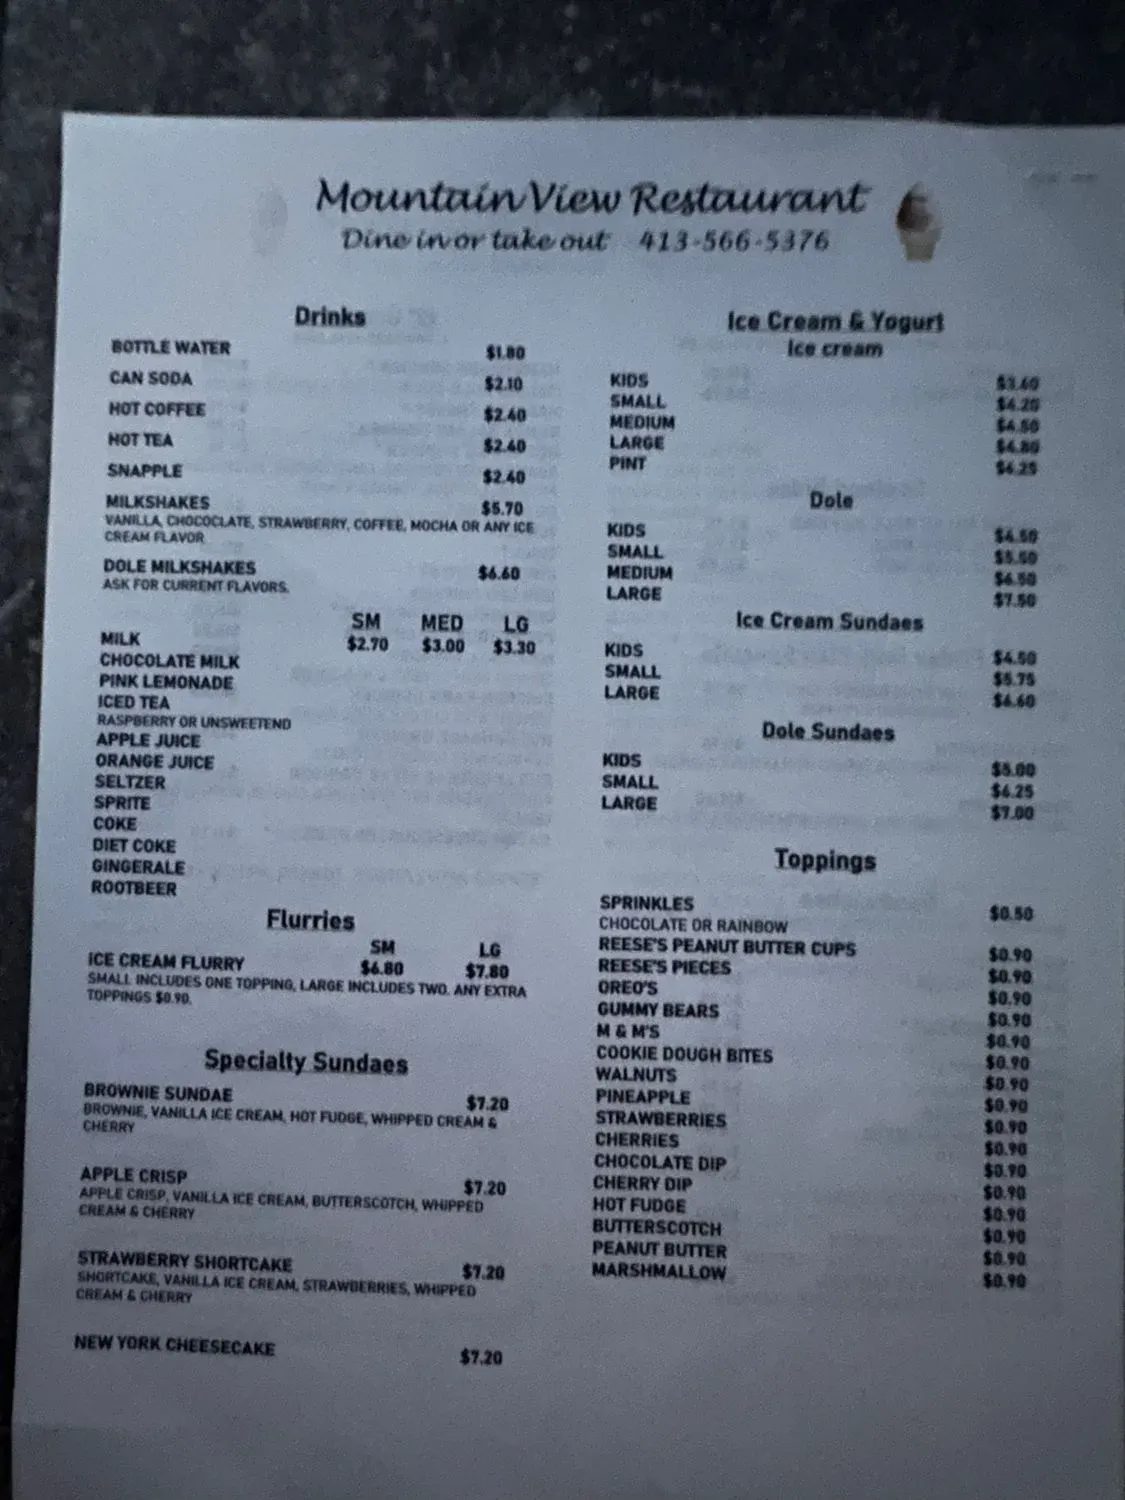 Mountain View Restaurant
Dine in or take out 413-566-5376
Drinks
BOTTLE WATER $1.80
CAN SODA $2.10
HOT COFFEE $2.40
HOT TEA $2.40
SNAPPLE $2.40
MILKSHAKES $5.70
VANILLA, CHOCOCLATE, STRAWBERRY, COFFEE, MOCHA OR ANY ICE
CREAM FLAVOR
DOLE MILKSHAKES $6.60
ASK FOR CURRENT FLAVORS.
SM MED LG
MILK $2.70 $3.00 $3.30
CHOCOLATE MILK
PINK LEMONADE
ICED TEA
RASPBERRY OR UNSWEETEND
APPLE JUICE
ORANGE JUICE
SELTZER
SPRITE
COKE
DIET COKE
GINGERALE
ROOTBEER
Flurries
SM LG
ICE CREAM FLURRY $6.80 $7.80
SMALL INCLUDES ONE TOPPING, LARGE INCLUDES TWO. ANY EXTRA
TOPPINGS $0.90.
Specialty Sundaes
BROWNIE SUNDAE $7.20
BROWNIE, VANILLA ICE CREAM, HOT FUDGE, WHIPPED CREAM &
CHERRY
APPLE CRISP $7.20
APPLE CRISP, VANILLA ICE CREAM, BUTTERSCOTCH, WHIPPED
CREAM & CHERRY
STRAWBERRY SHORTCAKE $7.20
SHORTCAKE, VANILLA ICE CREAM, STRAWBERRIES, WHIPPED
CREAM & CHERRY
NEW YORK CHEESECAKE $7.20
Ice Cream & Yogurt
Ice cream
KIDS $3.60
SMALL $4.20
MEDIUM $4.50
LARGE $4.80
PINT $6.25
Dole
KIDS $4.50
SMALL $5.50
MEDIUM $6.50
LARGE $7.50
Ice Cream Sundaes
KIDS $4.50
SMALL $5.75
LARGE $6.60
Dole Sundaes
KIDS $5.00
SMALL $6.25
LARGE $7.00
Toppings
SPRINKLES $0.50
CHOCOLATE OR RAINBOW
REESE'S PEANUT BUTTER CUPS $0.90
REESE'S PIECES $0.90
OREO'S $0.90
GUMMY BEARS $0.90
M & M'S $0.90
COOKIE DOUGH BITES $0.90
WALNUTS $0.90
PINEAPPLE $0.90
STRAWBERRIES $0.90
CHERRIES $0.90
CHOCOLATE DIP $0.90
CHERRY DIP $0.90
HOT FUDGE $0.90
BUTTERSCOTCH $0.90
PEANUT BUTTER $0.90
MARSHMALLOW $0.90